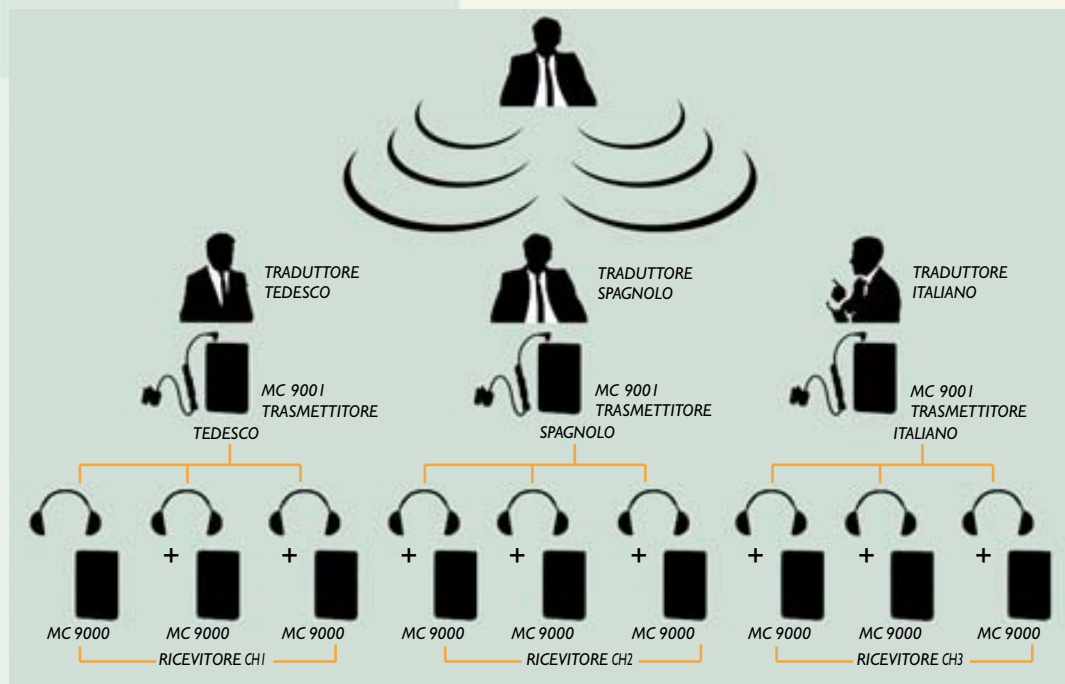 TRADUTTORE
TEDESCO
TRADUTTORE
SPAGNOLO
TRADUTTORE
ITALIANO
MC 9001
TRASMETTITORE
TEDESCO
MC 9001
TRASMETTITORE
SPAGNOLO
MC 9001
TRASMETTITORE
ITALIANO
+ + + + + + + +
MC 9000 MC 9000 MC 9000 MC 9000 MC 9000 MC 9000 MC 9000 MC 9000 MC 9000
RICEVITORE CH1 RICEVITORE CH2 RICEVITORE CH3